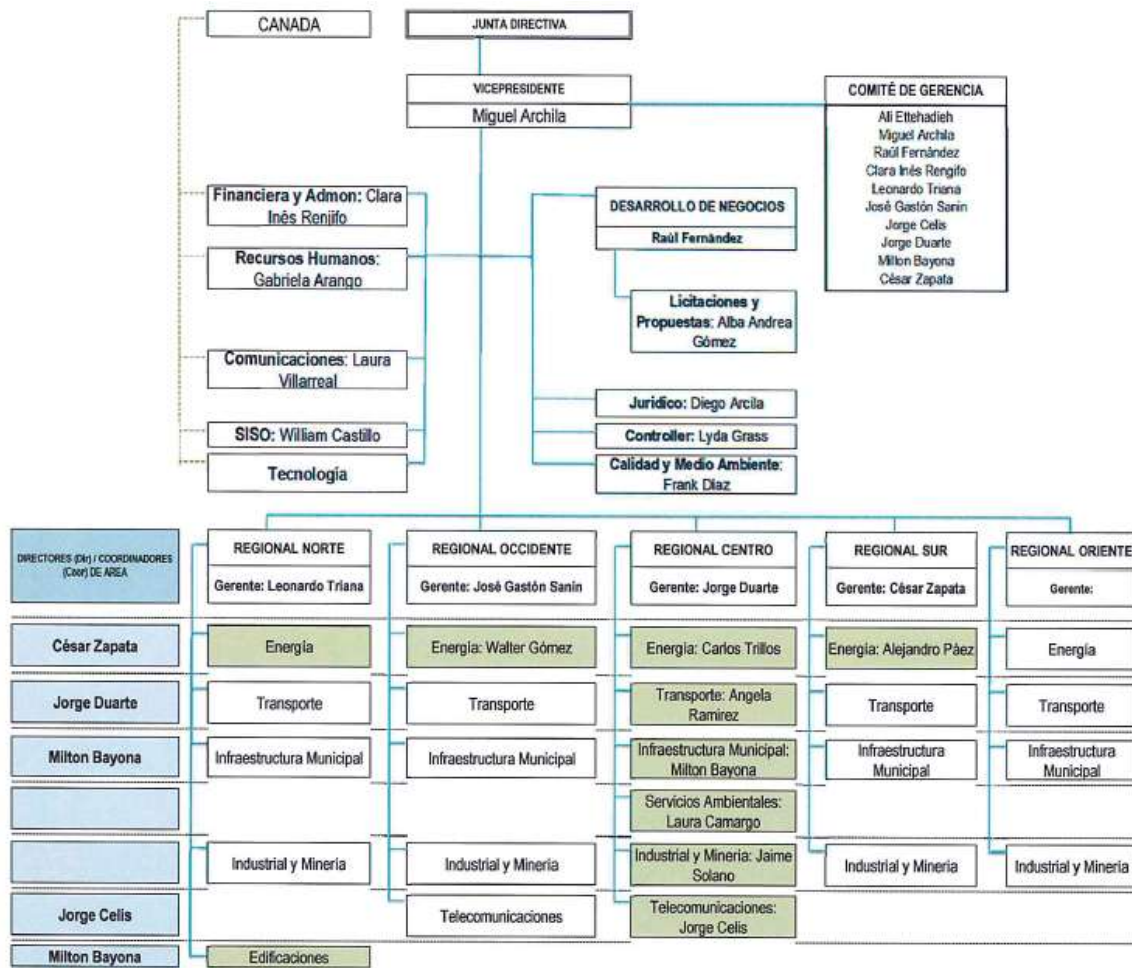 CANADA
JUNTA DIRECTIVA
VICEPRESIDENTE
Miguel Archila
COMITÉ DE GERENCIA
Ali Ettehadieh
Miguel Archila
Raúl Fernández
Clara Inés Rengifo
Leonardo Triana
José Gastón Sanin
Jorge Celis
Jorge Duarte
Milton Bayona
César Zapata
Financiera y Admon: Clara
Inés Renjifo
Recursos Humanos:
Gabriela Arango
Comunicaciones: Laura
Villarreal
SISO: William Castillo
Tecnología
DESARROLLO DE NEGOCIOS
Raúl Fernández
Licitaciones y
Propuestas: Alba Andrea
Gómez
Juridico: Diego Arcila
Controller: Lyda Grass
Calidad y Medio Ambiente:
Frank Diaz
DIRECTORES (Dir) / COORDINADORES
(Coor) DE AREA
REGIONAL NORTE
Gerente: Leonardo Triana
REGIONAL OCCIDENTE
Gerente: José Gastón Sanin
REGIONAL CENTRO
Gerente: Jorge Duarte
REGIONAL SUR
Gerente: César Zapata
REGIONAL ORIENTE
Gerente:
César Zapata
Energía
Energía: Walter Gómez
Energía: Carlos Trillos
Energía: Alejandro Páez
Energía
Jorge Duarte
Transporte
Transporte
Transporte: Angela
Ramirez
Transporte
Transporte
Milton Bayona
Infraestructura Municipal
Infraestructura Municipal
Infraestructura Municipal:
Milton Bayona
Infraestructura
Municipal
Infraestructura
Municipal
Servicios Ambientales:
Laura Camargo
Industrial y Mineria
Industrial y Mineria
Industrial y Mineria: Jaime
Solano
Industrial y Mineria
Industrial y Mineria
Jorge Celis
Telecomunicaciones
Telecomunicaciones:
Jorge Celis
Milton Bayona
Edificaciones